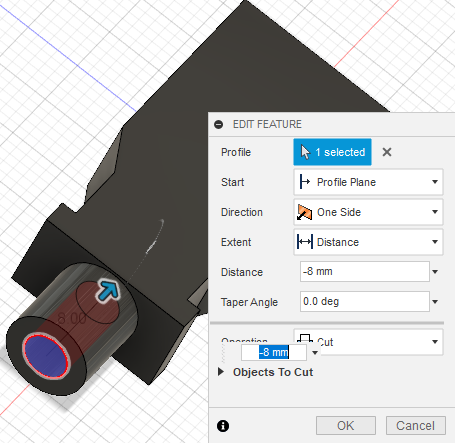 EDIT FEATURE
Profile 1 selected
Start Profile Plane
Direction One Side
Extent Distance
Distance -8 mm
Taper Angle 0.0 deg
Operation Cut
-8 mm
Objects To Cut
OK Cancel
8.00